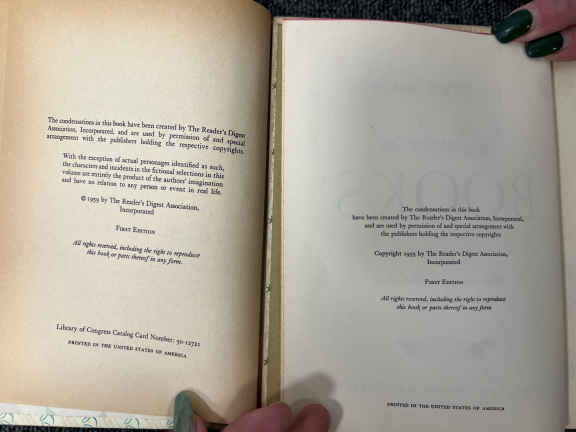 The condensations in this book have been created by The Reader's Digest
Association, Incorporated, and are used by permission of and special
arrangement with the publishers holding the respective copyrights.
With the exception of actual personages identified as such,
the characters and incidents in the fictional selections in this
volume are entirely the product of the authors' imagination
and have no relation to any person or event in real life.
© 1959 by The Reader's Digest Association,
Incorporated
First Edition
All rights reserved, including the right to reproduce
this book or parts thereof in any form.
Library of Congress Catalog Card Number: 50-12721
PRINTED IN THE UNITED STATES OF AMERICA
The condensations in this book
have been created by The Reader's Digest Association, Incorporated,
and are used by permission of and special arrangement with
the publishers holding the respective copyrights
Copyright 1955 by The Reader's Digest Association,
Incorporated
First Edition
All rights reserved, including the right to reproduce
this book or parts thereof in any form
PRINTED IN THE UNITED STATES OF AMERICA